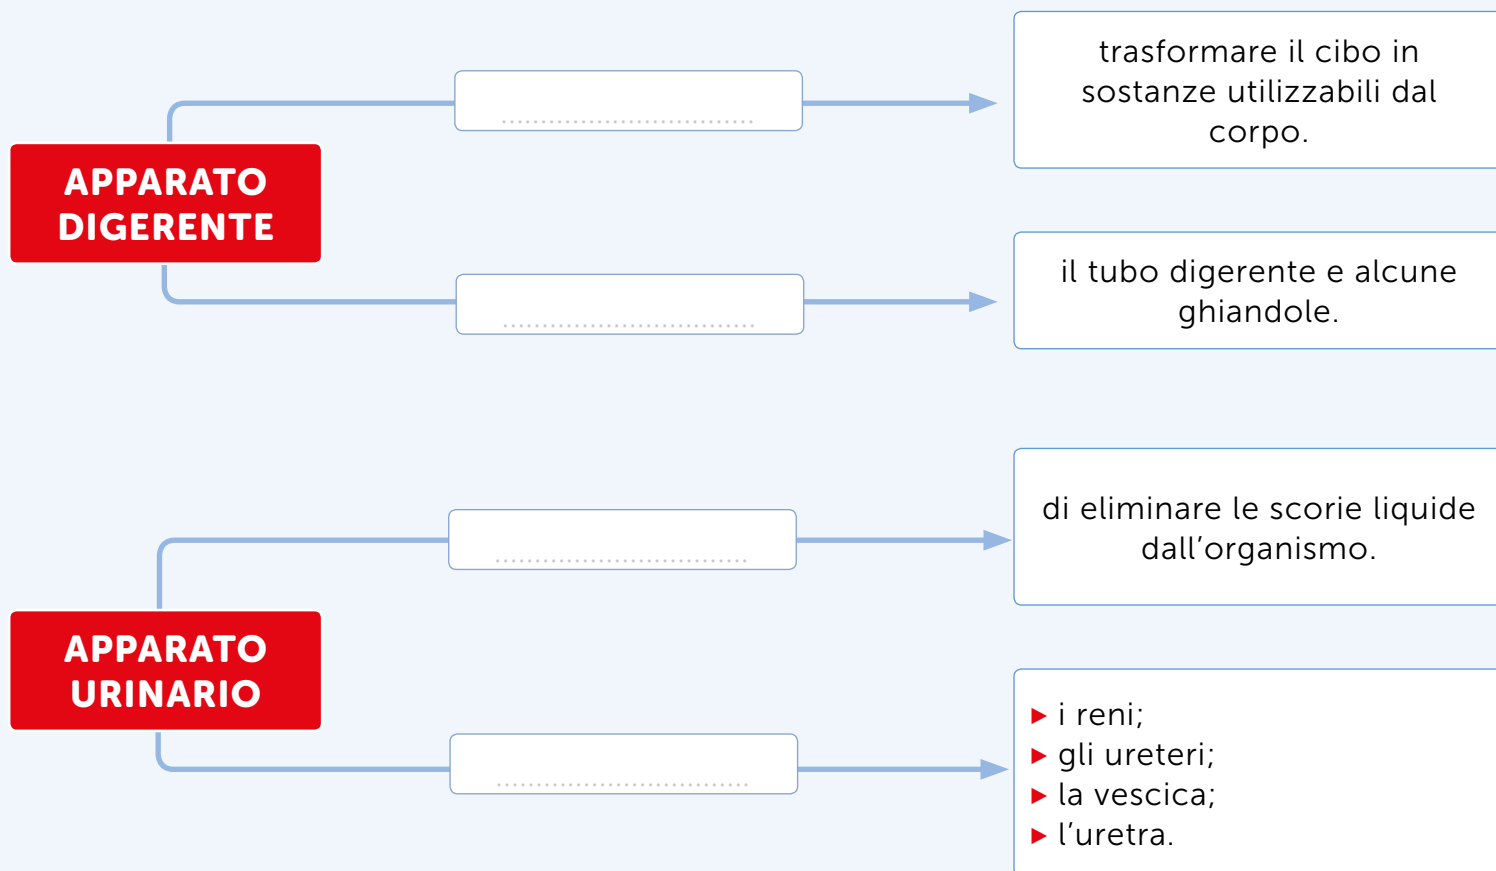 trasformare il cibo in
sostanze utilizzabili dal
corpo.
APPARATO
DIGERENTE
il tubo digerente e alcune
ghiandole.
di eliminare le scorie liquide
dall'organismo.
APPARATO
URINARIO
▶ i reni;
▶ gli ureteri;
▶ la vescica;
▶ l'uretra.